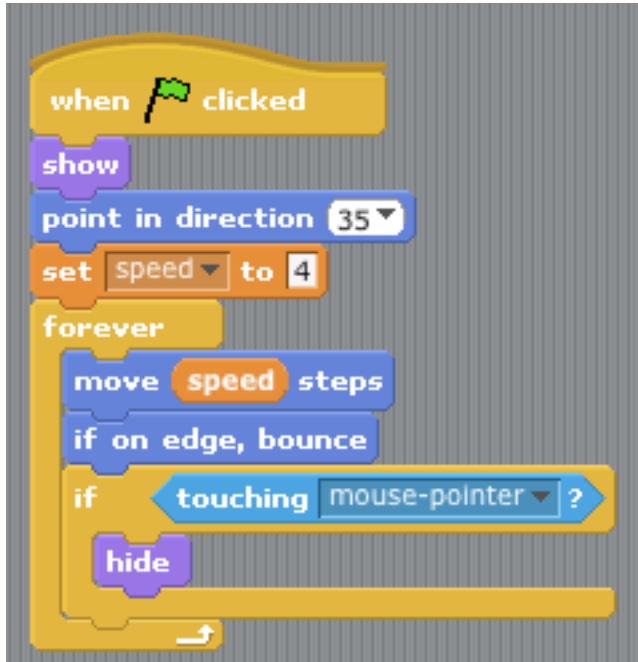 when clicked
show
point in direction 35
set speed to 4
forever
move speed steps
if on edge, bounce
if touching mouse-pointer ?
hide